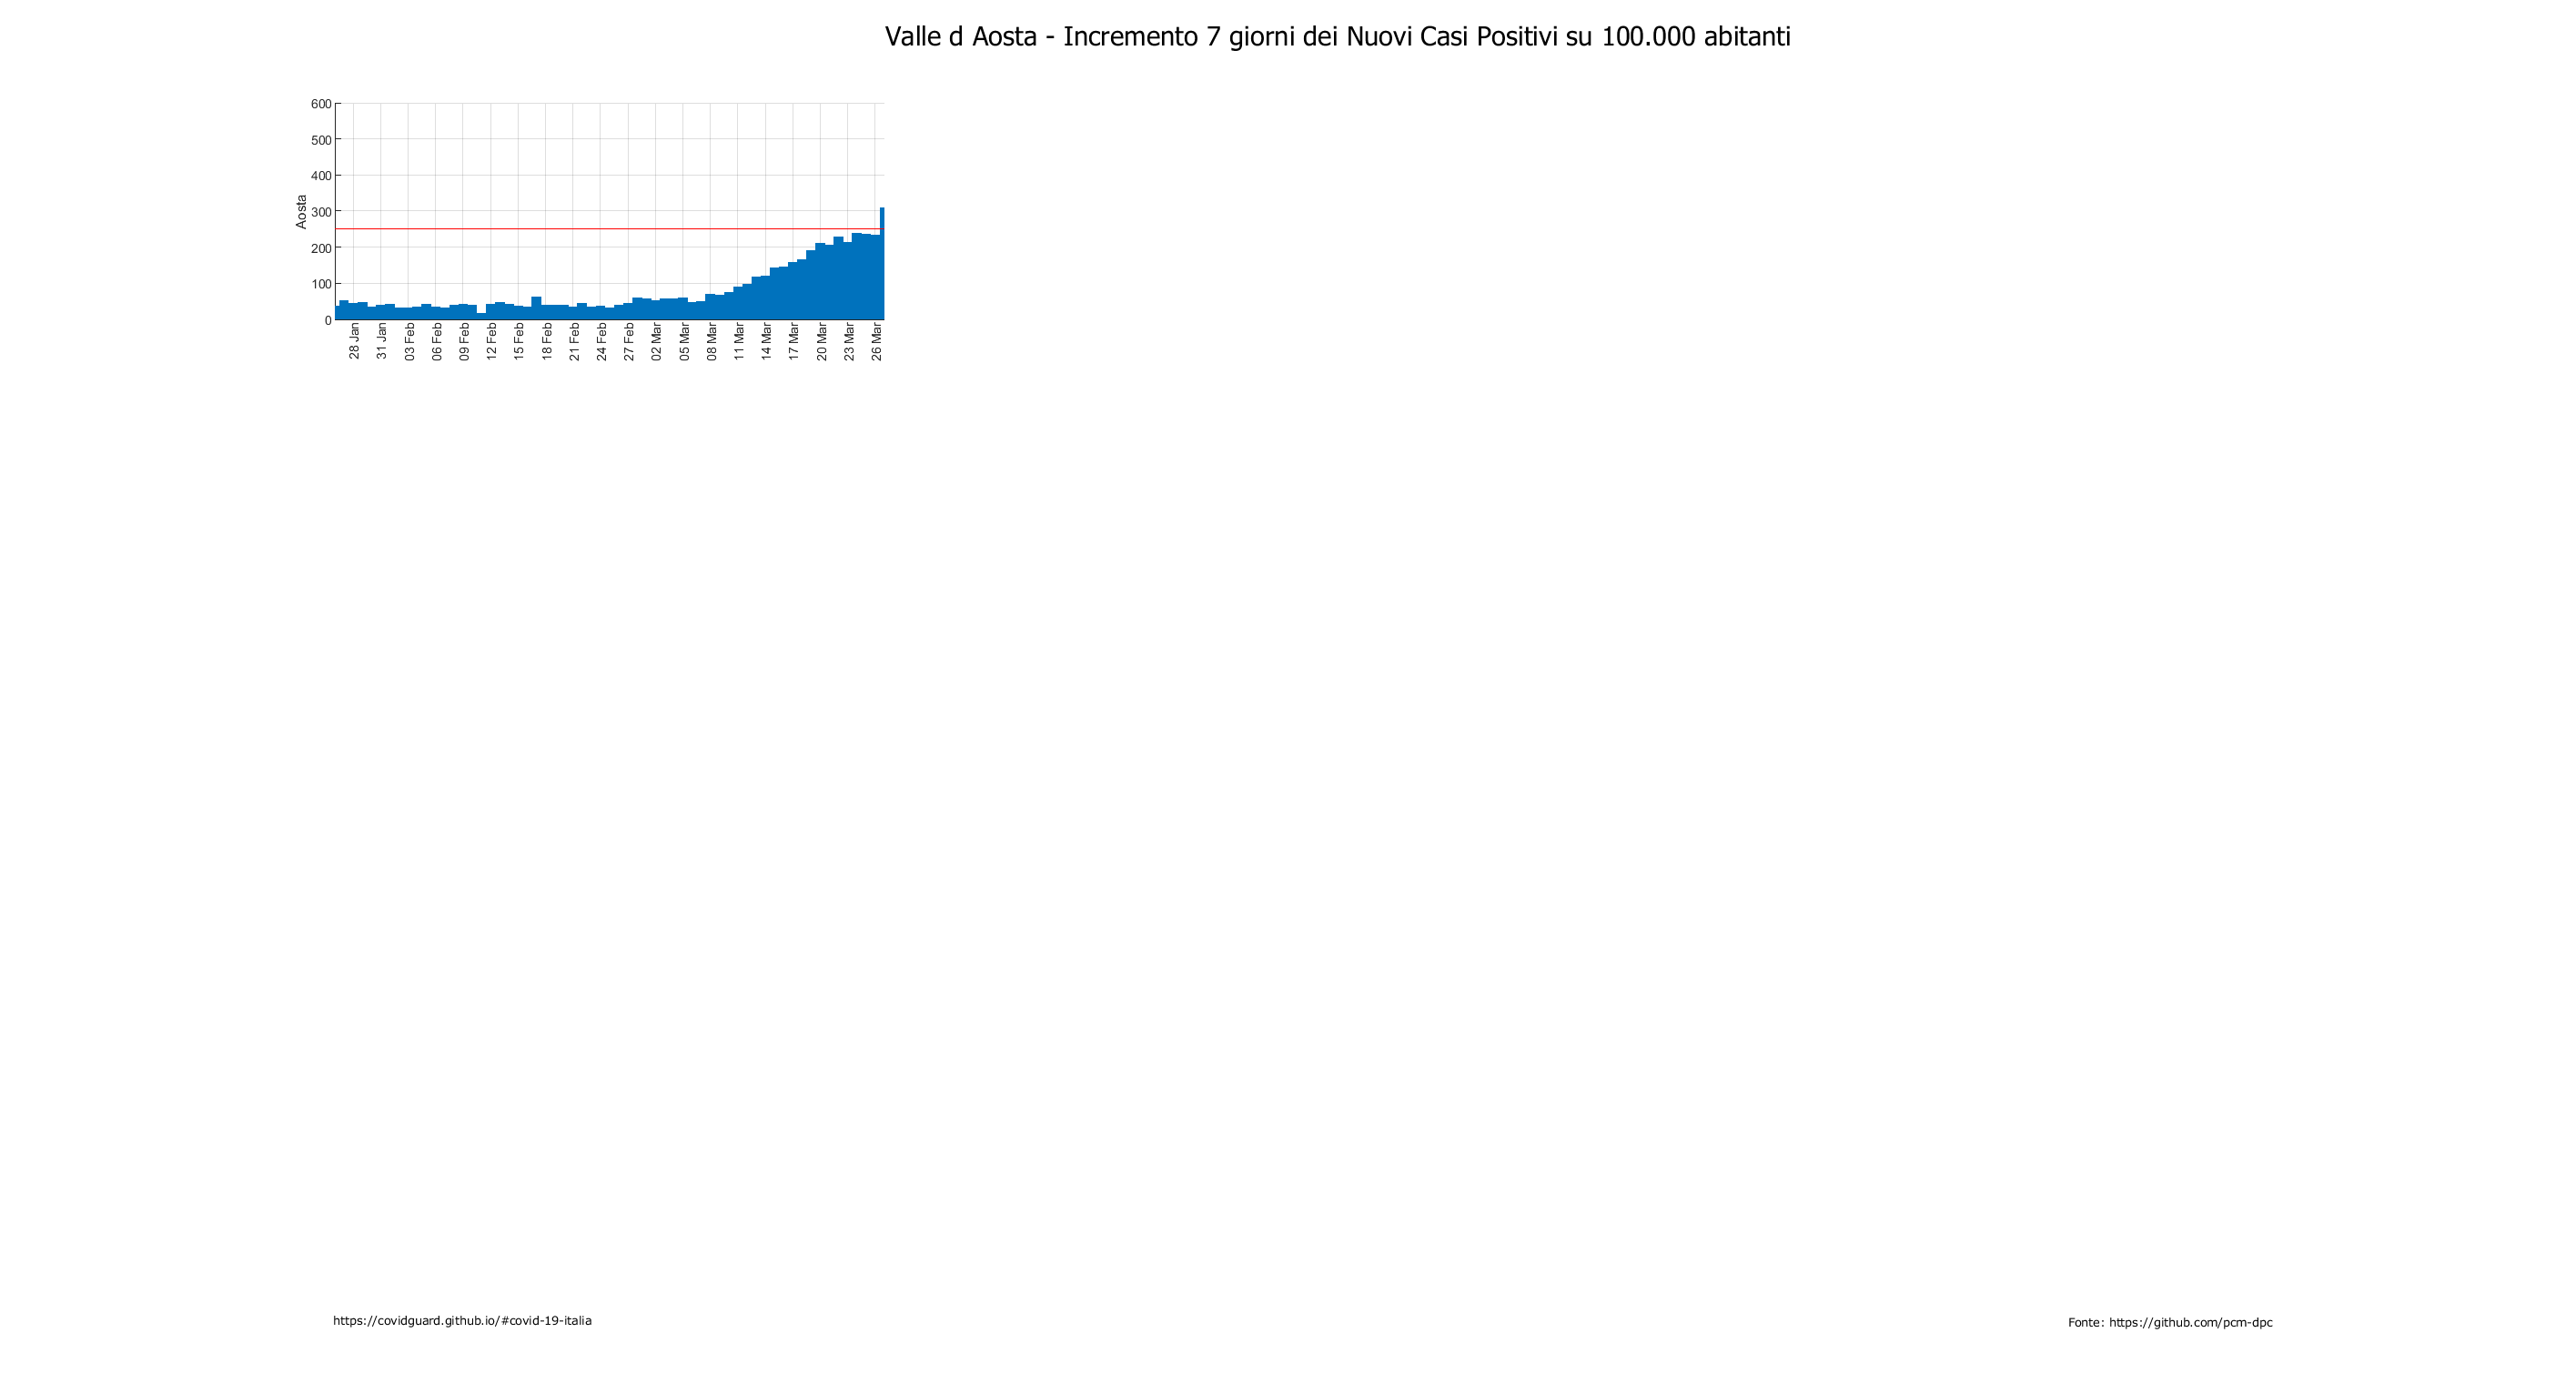 Valle d Aosta - Incremento 7 giorni dei Nuovi Casi Positivi su 100.000 abitanti
600
500
400
300
200
100
0
Aosta
28 Jan
31 Jan
03 Feb
06 Feb
09 Feb
12 Feb
15 Feb
18 Feb
21 Feb
24 Feb
27 Feb
02 Mar
05 Mar
08 Mar
11 Mar
14 Mar
17 Mar
20 Mar
23 Mar
26 Mar
https://covidguard.github.io/#covid-19-italia
Fonte: https://github.com/pcm-dpc